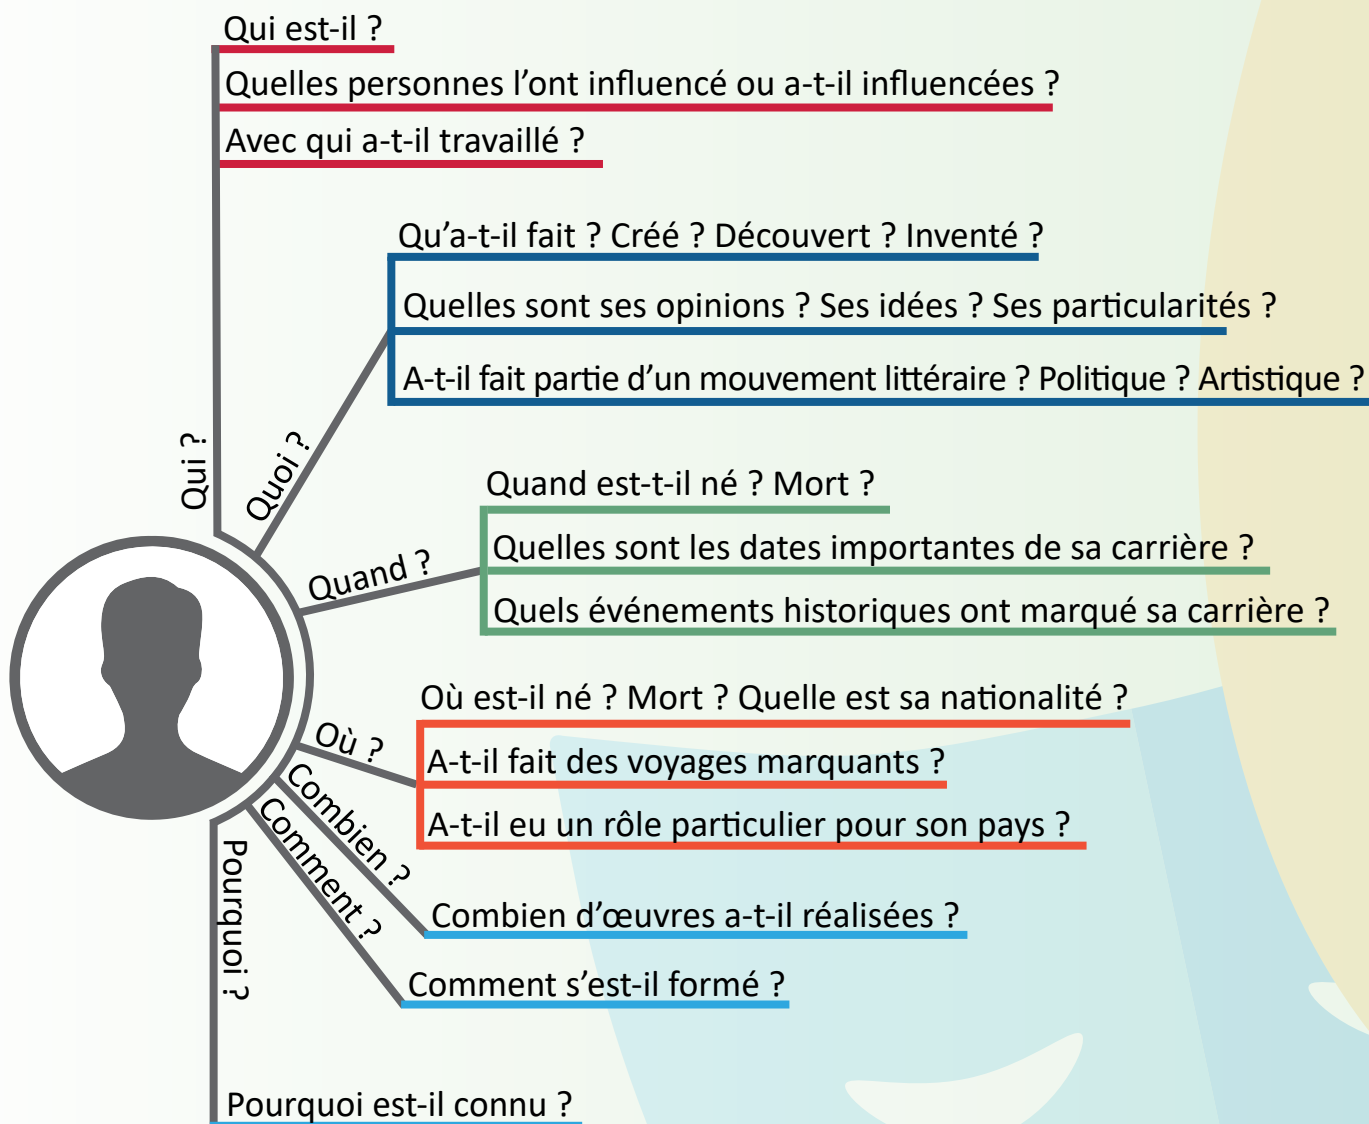 Qui est-il ?
Quelles personnes l'ont influencé ou a-t-il influencées ?
Avec qui a-t-il travaillé ?
Qui ?
Qu'a-t-il fait ? Créé ? Découvert ? Inventé ?
Quelles sont ses opinions ? Ses idées ? Ses particularités ?
A-t-il fait partie d'un mouvement littéraire ? Politique ? Artistique ?
Quoi ?
Quand est-t-il né ? Mort ?
Quelles sont les dates importantes de sa carrière ?
Quels événements historiques ont marqué sa carrière ?
Quand ?
Où est-il né ? Mort ? Quelle est sa nationalité ?
A-t-il fait des voyages marquants ?
A-t-il eu un rôle particulier pour son pays ?
Où ?
Combien ?
Combien d'œuvres a-t-il réalisées ?
Comment ?
Comment s'est-il formé ?
Pourquoi ?
Pourquoi est-il connu ?